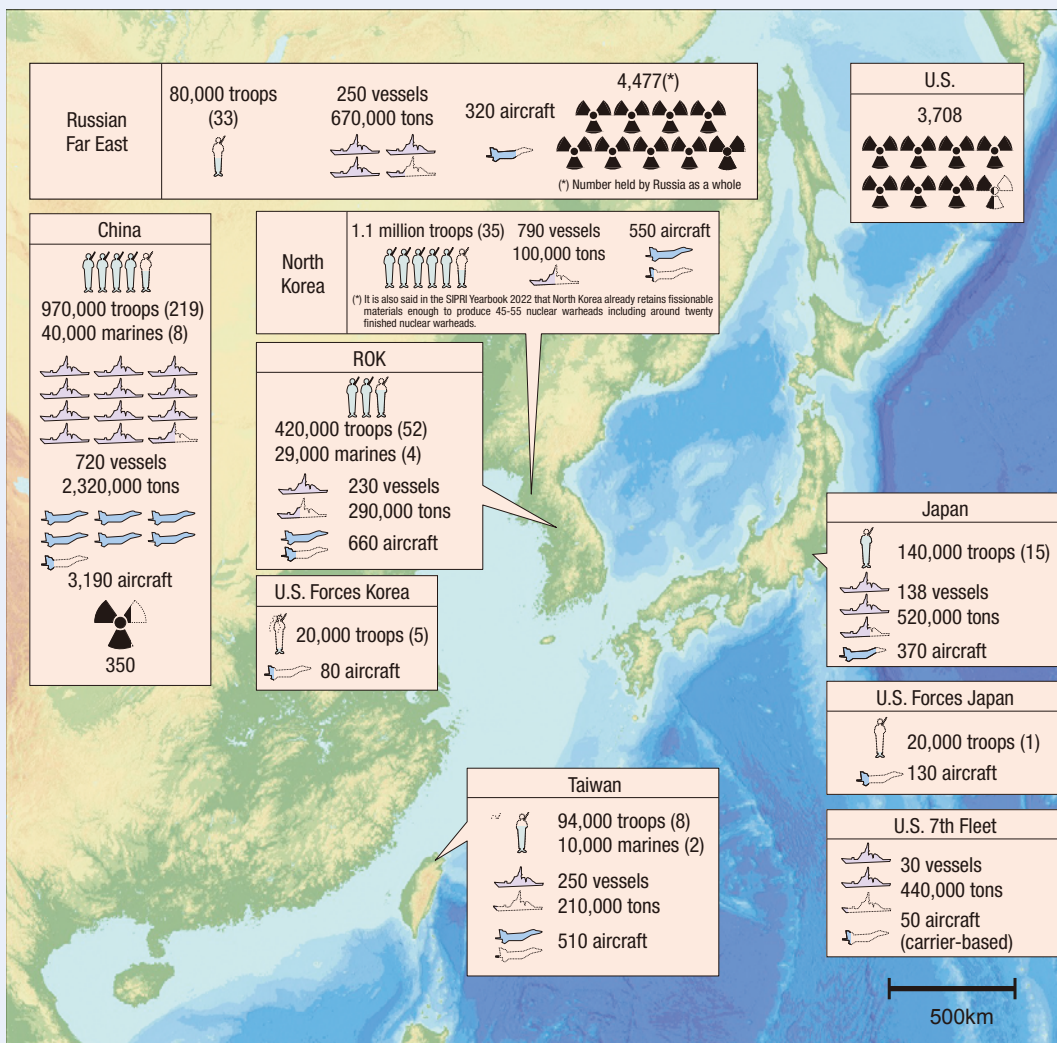 Russian
Far East
80,000 troops
(33)
250 vessels
670,000 tons
320 aircraft
4,477(*)
(*) Number held by Russia as a whole
U.S.
3,708
China
970,000 troops (219)
40,000 marines (8)
720 vessels
2,320,000 tons
3,190 aircraft
350
North
Korea
1.1 million troops (35)
790 vessels
100,000 tons
550 aircraft
(*) It is also said in the SIPRI Yearbook 2022 that North Korea already retains fissionable
materials enough to produce 45-55 nuclear warheads including around twenty
finished nuclear warheads.
ROK
420,000 troops (52)
29,000 marines (4)
230 vessels
290,000 tons
660 aircraft
U.S. Forces Korea
20,000 troops (5)
80 aircraft
Japan
140,000 troops (15)
138 vessels
520,000 tons
370 aircraft
U.S. Forces Japan
20,000 troops (1)
130 aircraft
Taiwan
94,000 troops (8)
10,000 marines (2)
250 vessels
210,000 tons
510 aircraft
U.S. 7th Fleet
30 vessels
440,000 tons
50 aircraft
(carrier-based)
500km